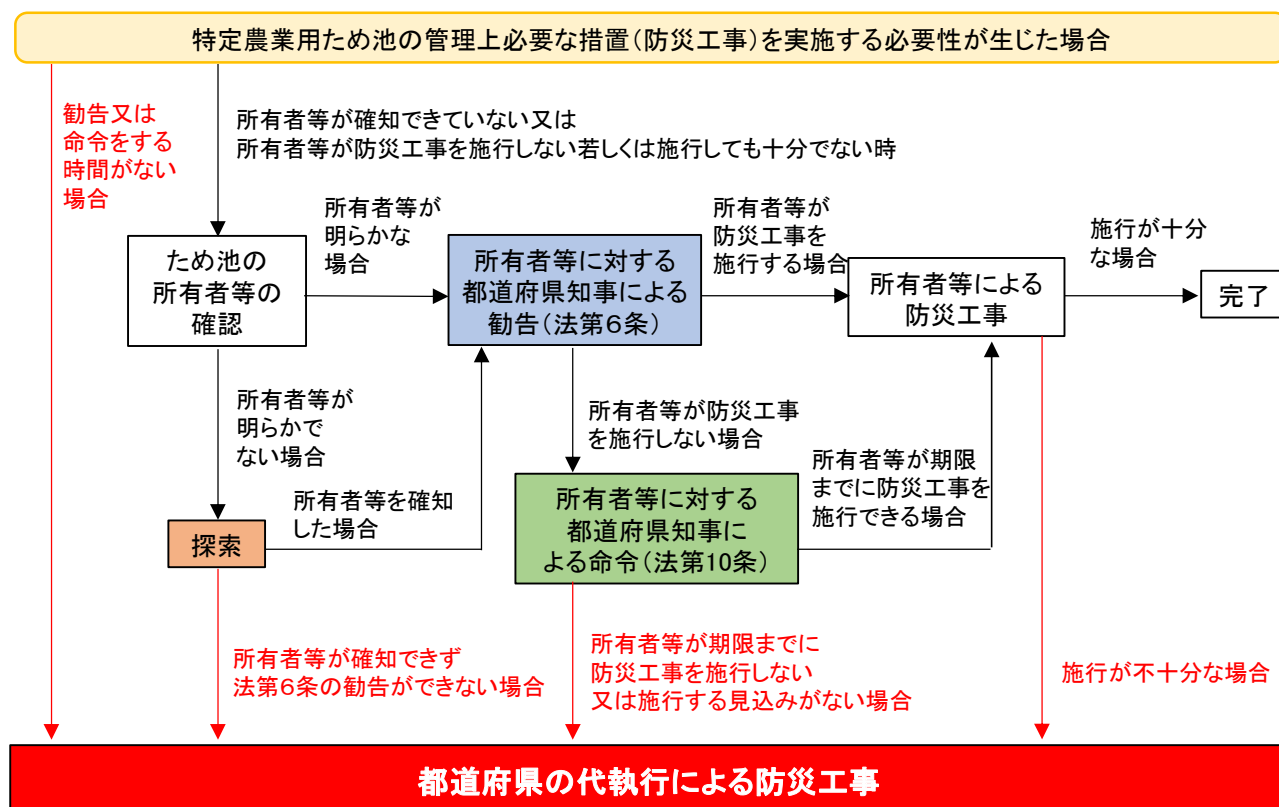 特定農業用ため池の管理上必要な措置(防災工事)を実施する必要性が生じた場合
勧告又は
命令をする
時間がない
場合
所有者等が確知できていない又は
所有者等が防災工事を施行しない若しくは施行しても十分でない時
ため池の
所有者等の
確認
所有者等が
明らかな
場合
所有者等に対する
都道府県知事による
勧告(法第6条)
所有者等が
防災工事を
施行する場合
所有者等による
防災工事
施行が十分
な場合
完了
所有者等が
明らかで
ない場合
所有者等が防災工事
を施行しない場合
探索
所有者等を確知
した場合
所有者等に対する
都道府県知事に
よる命令(法第10条)
所有者等が期限
までに防災工事を
施行できる場合
所有者等が確知できず
法第6条の勧告ができない場合
所有者等が期限までに
防災工事を施行しない
又は施行する見込みがない場合
施行が不十分な場合
都道府県の代執行による防災工事